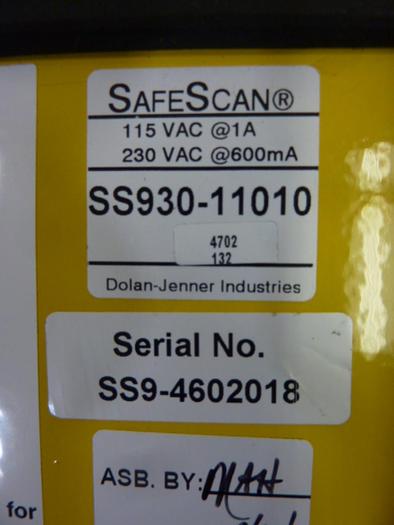 SAFESCAN®
115 VAC @1A
230 VAC @600mA
SS930-11010
4702
132
Dolan-Jenner Industries
Serial No.
SS9-4602018
ASB. BY: MAH
for